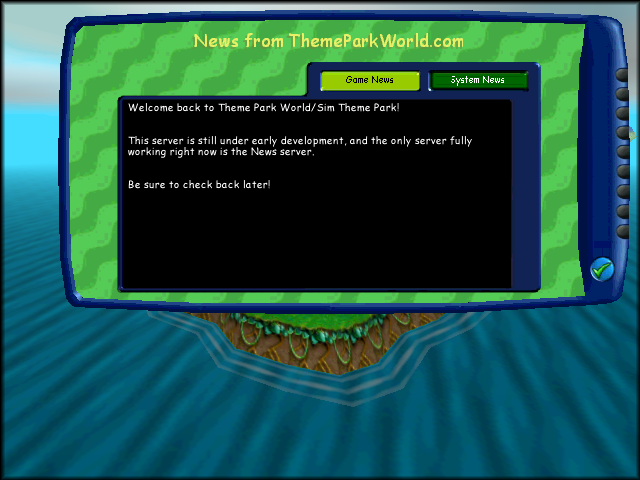 News from ThemeParkWorld.com
Game News
System News
Welcome back to Theme Park World/Sim Theme Park!
This server is still under early development, and the only server fully
working right now is the News server.
Be sure to check back later!